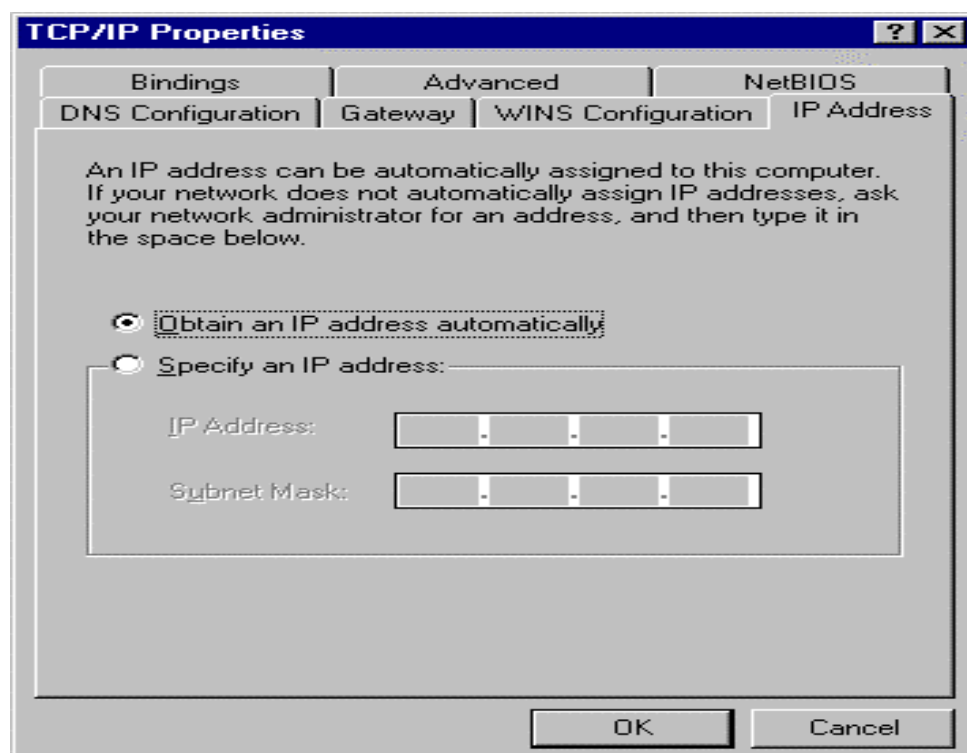 TCP/IP Properties
Bindings Advanced NetBIOS
DNS Configuration Gateway WINS Configuration IP Address
An IP address can be automatically assigned to this computer.
If your network does not automatically assign IP addresses, ask
your network administrator for an address, and then type it in
the space below.
Obtain an IP address automatically
Specify an IP address:
IP Address:
. . .
Subnet Mask:
. . .
OK Cancel